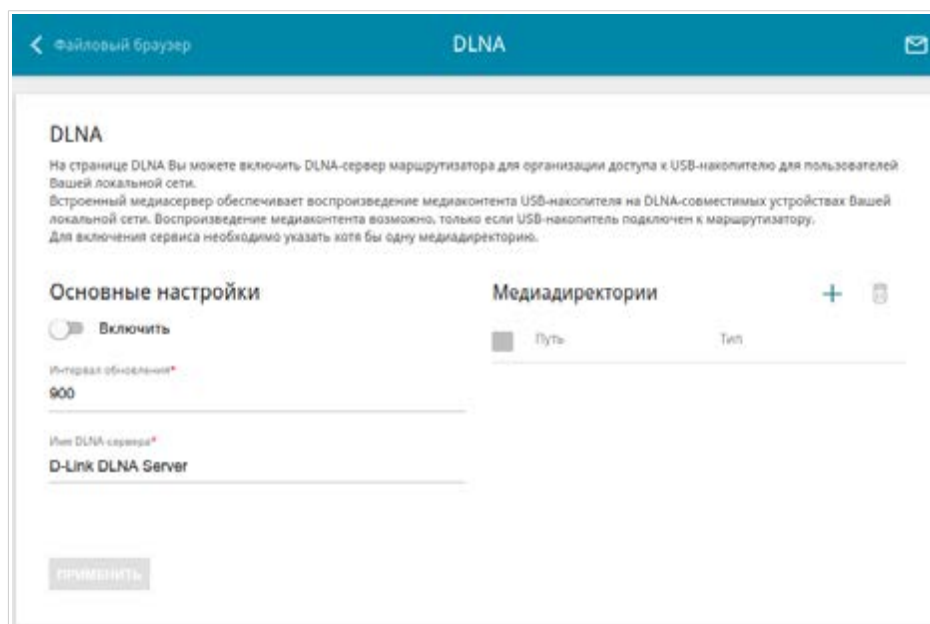 Файловый браузер
DLNA
DLNA
На странице DLNA Вы можете включить DLNA-сервер маршрутизатора для организации доступа к USB-накопителю для пользователей
Вашей локальной сети.
Встроенный медиасервер обеспечивает воспроизведение медиаконтента USB-накопителя на DLNA-совместимых устройствах Вашей
локальной сети. Воспроизведение медиаконтента возможно, только если USB-накопитель подключен к маршрутизатору.
Для включения сервиса необходимо указать хотя бы одну медиадиректорию.
Основные настройки
Включить
Интервал обновления*
900
Имя DLNA-сервера*
D-Link DLNA Server
ПРИМЕНИТЬ
Медиадиректории
Путь Тип